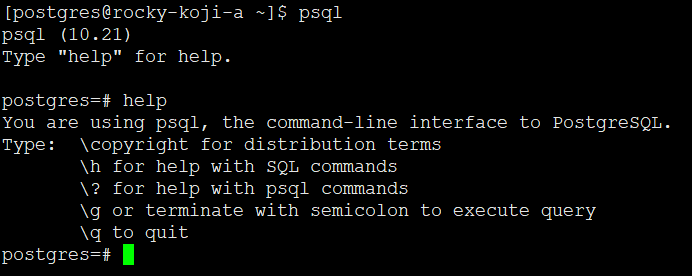 [postgres@rocky-koji-a ~]$ psql
psql (10.21)
Type "help" for help.

postgres=# help
You are using psql, the command-line interface to PostgreSQL.
Type:  \copyright for distribution terms
       \h for help with SQL commands
       \? for help with psql commands
       \g or terminate with semicolon to execute query
       \q to quit
postgres=#